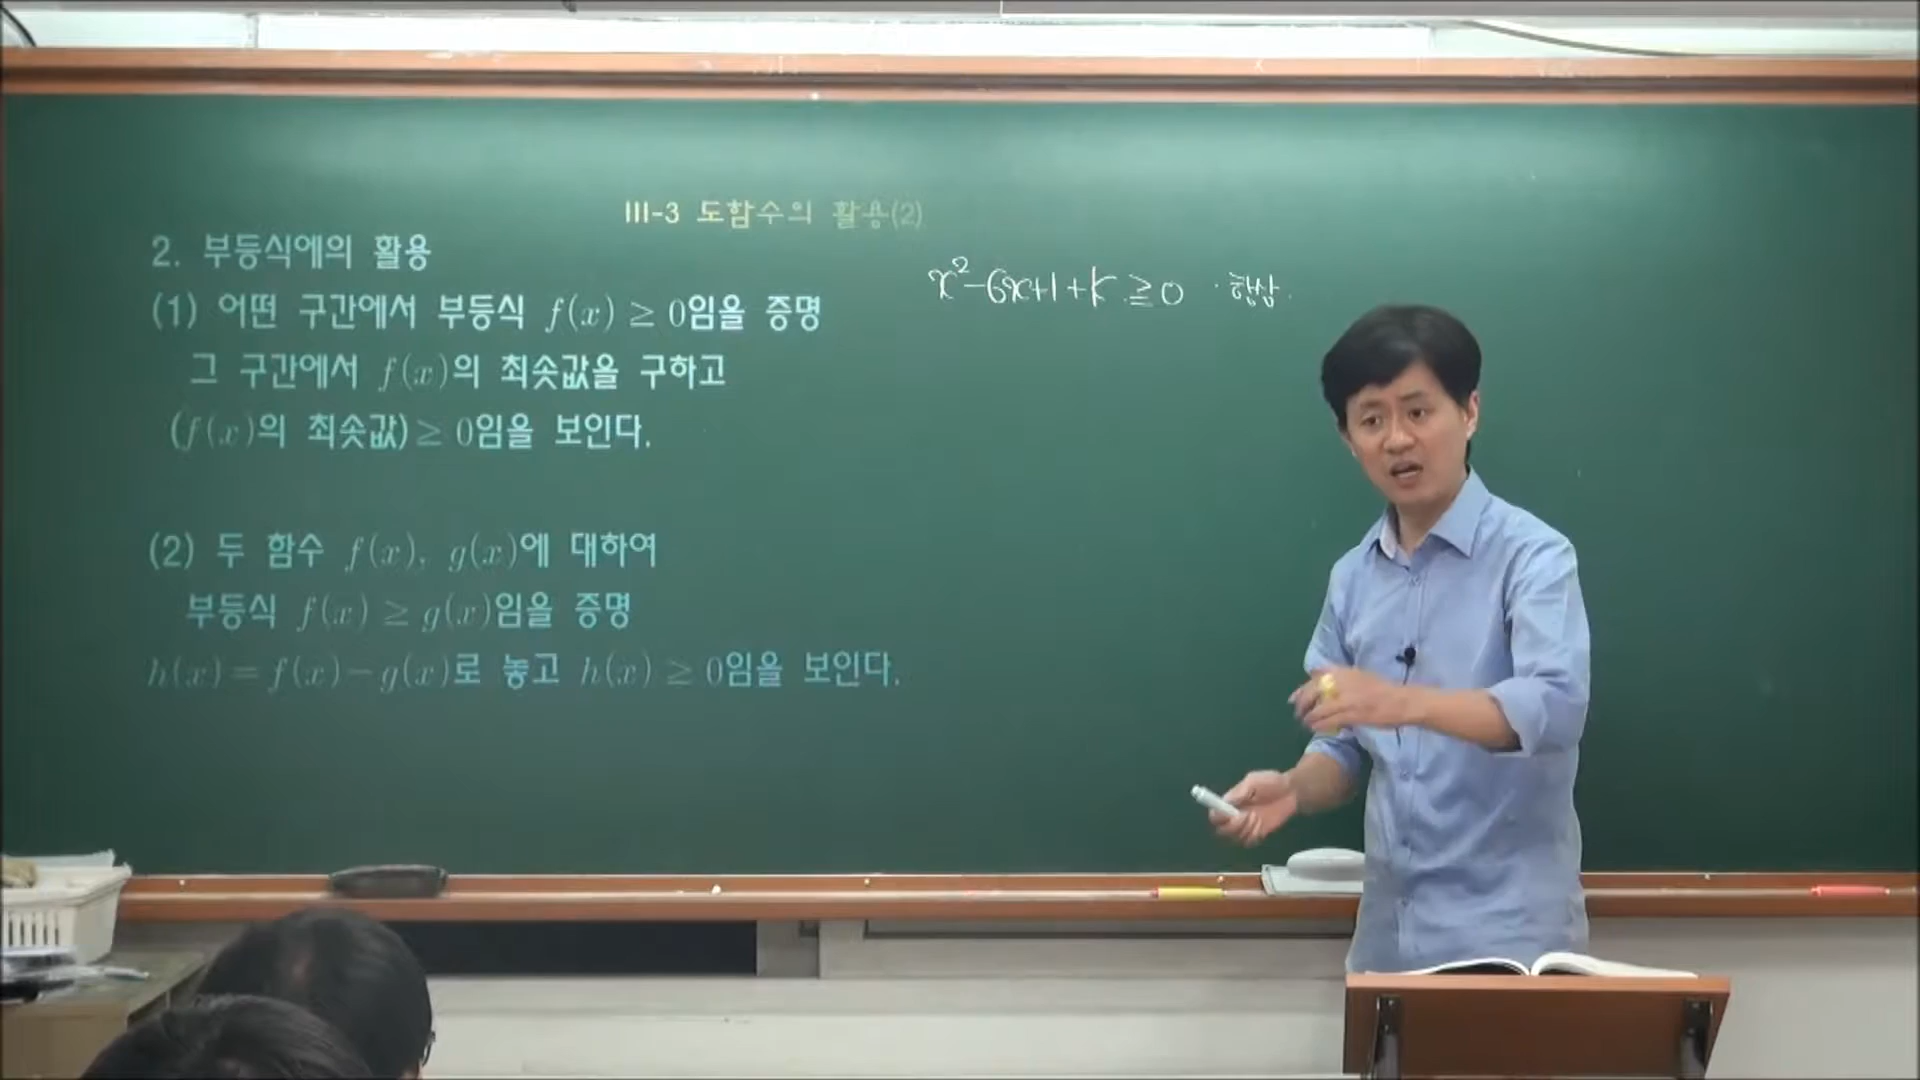 III-3 도함수의 활용(2)
2. 부등식에의 활용
(1) 어떤 구간에서 부등식 f(x) ≥ 0임을 증명
그 구간에서 f(x)의 최솟값을 구하고
(f(x)의 최솟값) ≥ 0임을 보인다.
(2) 두 함수 f(x), g(x)에 대하여
부등식 f(x) ≥ g(x)임을 증명
h(x) = f(x) − g(x)로 놓고 h(x) ≥ 0임을 보인다.
x² − 6x + 1 + k ≧ 0 · 항상.